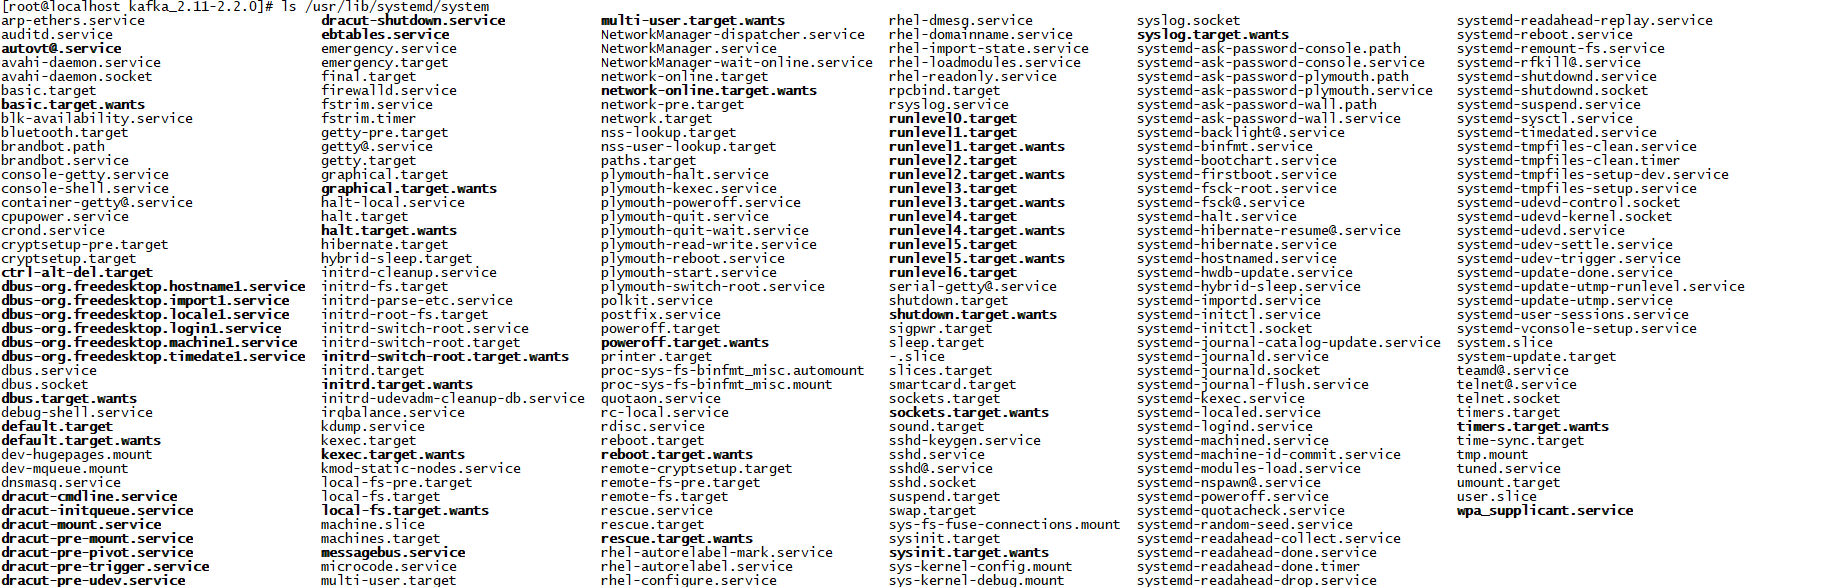 [root@localhost kafka_2.11-2.2.0]# ls /usr/lib/systemd/system
arp-ethers.service dracut-shutdown.service multi-user.target.wants rhel-dmesg.service syslog.socket systemd-readahead-replay.service
auditd.service ebtables.service NetworkManager-dispatcher.service rhel-domainname.service syslog.target.wants systemd-reboot.service
autovt@.service emergency.service NetworkManager.service rhel-import-state.service systemd-ask-password-console.path systemd-remount-fs.service
avahi-daemon.service emergency.target NetworkManager-wait-online.service rhel-loadmodules.service systemd-ask-password-console.service systemd-rfkill@.service
avahi-daemon.socket final.target network-online.target rhel-readonly.service systemd-ask-password-plymouth.path systemd-shutdownd.service
basic.target firewalld.service network-online.target.wants rpcbind.target systemd-ask-password-plymouth.service systemd-shutdownd.socket
basic.target.wants fstrim.service network-pre.target rsyslog.service systemd-ask-password-wall.path systemd-suspend.service
blk-availability.service fstrim.timer network.target runlevel0.target systemd-ask-password-wall.service systemd-sysctl.service
bluetooth.target getty-pre.target nss-lookup.target runlevel1.target systemd-backlight@.service systemd-timedated.service
brandbot.path getty@.service nss-user-lookup.target runlevel1.target.wants systemd-binfmt.service systemd-tmpfiles-clean.service
brandbot.service getty.target paths.target runlevel2.target systemd-bootchart.service systemd-tmpfiles-clean.timer
console-getty.service graphical.target plymouth-halt.service runlevel2.target.wants systemd-firstboot.service systemd-tmpfiles-setup-dev.service
console-shell.service graphical.target.wants plymouth-kexec.service runlevel3.target systemd-fsck-root.service systemd-tmpfiles-setup.service
container-getty@.service halt-local.service plymouth-poweroff.service runlevel3.target.wants systemd-fsck@.service systemd-udevd-control.socket
cpupower.service halt.target plymouth-quit.service runlevel4.target systemd-halt.service systemd-udevd-kernel.socket
crond.service halt.target.wants plymouth-quit-wait.service runlevel4.target.wants systemd-hibernate-resume@.service systemd-udevd.service
cryptsetup-pre.target hibernate.target plymouth-read-write.service runlevel5.target systemd-hibernate.service systemd-udev-settle.service
cryptsetup.target hybrid-sleep.target plymouth-reboot.service runlevel5.target.wants systemd-hostnamed.service systemd-udev-trigger.service
ctrl-alt-del.target initrd-cleanup.service plymouth-start.service runlevel6.target systemd-hwdb-update.service systemd-update-done.service
dbus-org.freedesktop.hostname1.service initrd-fs.target plymouth-switch-root.service serial-getty@.service systemd-hybrid-sleep.service systemd-update-utmp-runlevel.service
dbus-org.freedesktop.import1.service initrd-parse-etc.service polkit.service shutdown.target systemd-importd.service systemd-update-utmp.service
dbus-org.freedesktop.locale1.service initrd-root-fs.target postfix.service shutdown.target.wants systemd-initctl.service systemd-user-sessions.service
dbus-org.freedesktop.login1.service initrd-switch-root.service poweroff.target sigpwr.target systemd-initctl.socket systemd-vconsole-setup.service
dbus-org.freedesktop.machine1.service initrd-switch-root.target poweroff.target.wants sleep.target systemd-journal-catalog-update.service system.slice
dbus-org.freedesktop.timedate1.service initrd-switch-root.target.wants printer.target -.slice systemd-journald.service system-update.target
dbus.service initrd.target proc-sys-fs-binfmt_misc.automount slices.target systemd-journald.socket teamd@.service
dbus.socket initrd.target.wants proc-sys-fs-binfmt_misc.mount smartcard.target systemd-journal-flush.service telnet@.service
dbus.target.wants initrd-udevadm-cleanup-db.service quotaon.service sockets.target systemd-kexec.service telnet.socket
debug-shell.service irqbalance.service rc-local.service sockets.target.wants systemd-localed.service timers.target
default.target kdump.service rdisc.service sound.target systemd-logind.service timers.target.wants
default.target.wants kexec.target reboot.target sshd-keygen.service systemd-machined.service time-sync.target
dev-hugepages.mount kexec.target.wants reboot.target.wants sshd.service systemd-machine-id-commit.service tmp.mount
dev-mqueue.mount kmod-static-nodes.service remote-cryptsetup.target sshd@.service systemd-modules-load.service tuned.service
dnsmasq.service local-fs-pre.target remote-fs-pre.target sshd.socket systemd-nspawn@.service umount.target
dracut-cmdline.service local-fs.target remote-fs.target suspend.target systemd-poweroff.service user.slice
dracut-initqueue.service local-fs.target.wants rescue.service swap.target systemd-quotacheck.service wpa_supplicant.service
dracut-mount.service machine.slice rescue.target sys-fs-fuse-connections.mount systemd-random-seed.service
dracut-pre-mount.service machines.target rescue.target.wants sysinit.target systemd-readahead-collect.service
dracut-pre-pivot.service messagebus.service rhel-autorelabel-mark.service sysinit.target.wants systemd-readahead-done.service
dracut-pre-trigger.service microcode.service rhel-autorelabel.service sys-kernel-config.mount systemd-readahead-done.timer
dracut-pre-udev.service multi-user.target rhel-configure.service sys-kernel-debug.mount systemd-readahead-drop.service